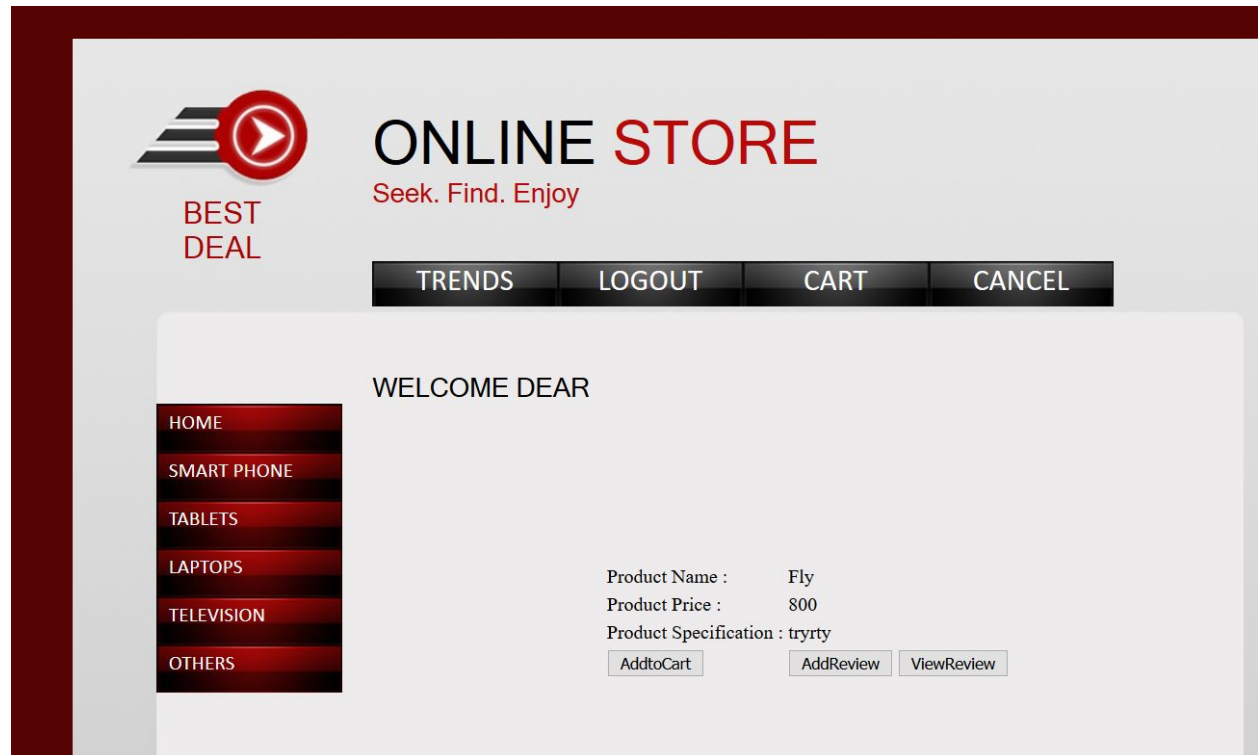 ONLINE STORE
Seek. Find. Enjoy
BEST
DEAL
TRENDS LOGOUT CART CANCEL
WELCOME DEAR
HOME
SMART PHONE
TABLETS
LAPTOPS
TELEVISION
OTHERS
Product Name : Fly
Product Price : 800
Product Specification : tryrty
AddtoCart AddReview ViewReview